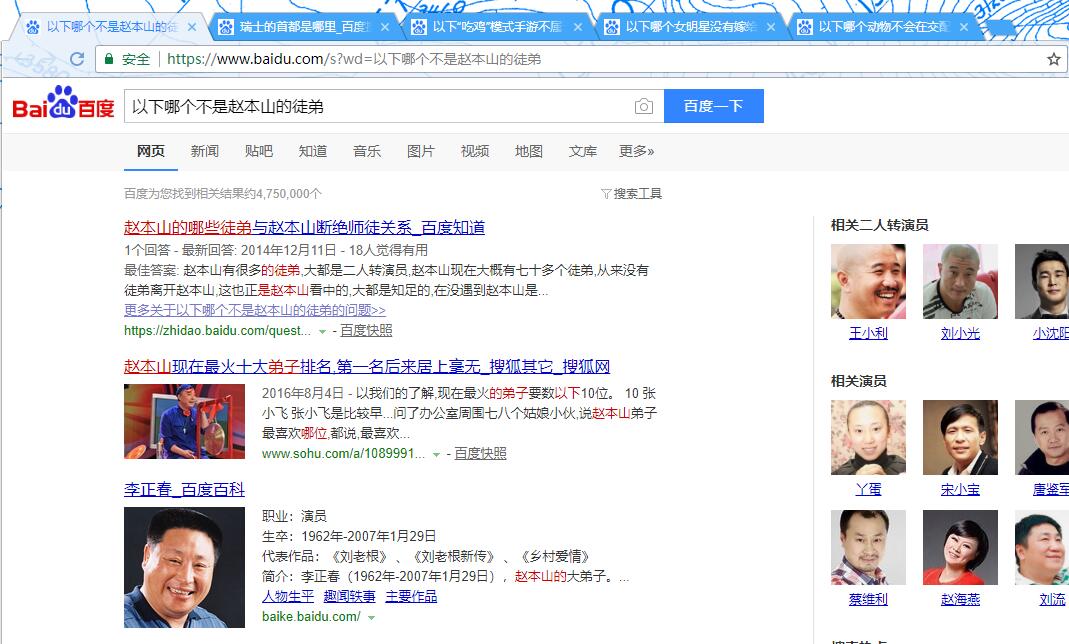 以下哪个不是赵本山的徒
瑞士的首都是哪里_百度
以下“吃鸡”模式手游不属
以下哪个女明星没有嫁给
以下哪个动物不会在交配
安全 https://www.baidu.com/s?wd=以下哪个不是赵本山的徒弟
Bai du 百度
以下哪个不是赵本山的徒弟
百度一下
网页 新闻 贴吧 知道 音乐 图片 视频 地图 文库 更多»
百度为您找到相关结果约4,750,000个
搜索工具
赵本山的哪些徒弟与赵本山断绝师徒关系_百度知道
1个回答 - 最新回答: 2014年12月11日 - 18人觉得有用
最佳答案: 赵本山有很多的徒弟,大都是二人转演员,赵本山现在大概有七十多个徒弟,从来没有
徒弟离开赵本山,这也正是赵本山看中的,大都是知足的,在没遇到赵本山是...
更多关于以下哪个不是赵本山的徒弟的问题>>
https://zhidao.baidu.com/quest... - 百度快照
赵本山现在最火十大弟子排名,第一名后来居上毫无_搜狐其它_搜狐网
2016年8月4日 - 以我们的了解,现在最火的弟子要数以下10位。 10 张
小飞 张小飞是比较早...问了办公室周围七八个姑娘小伙,说赵本山弟子
最喜欢哪位,都说,最喜欢...
www.sohu.com/a/1089991... - 百度快照
李正春_百度百科
职业：演员
生卒：1962年-2007年1月29日
代表作品：《刘老根》、《刘老根新传》、《乡村爱情》
简介：李正春（1962年-2007年1月29日），赵本山的大弟子。...
人物生平 趣闻轶事 主要作品
baike.baidu.com/
相关二人转演员
王小利 刘小光 小沈阳
相关演员
丫蛋 宋小宝 唐鉴军
蔡维利 赵海燕 刘流